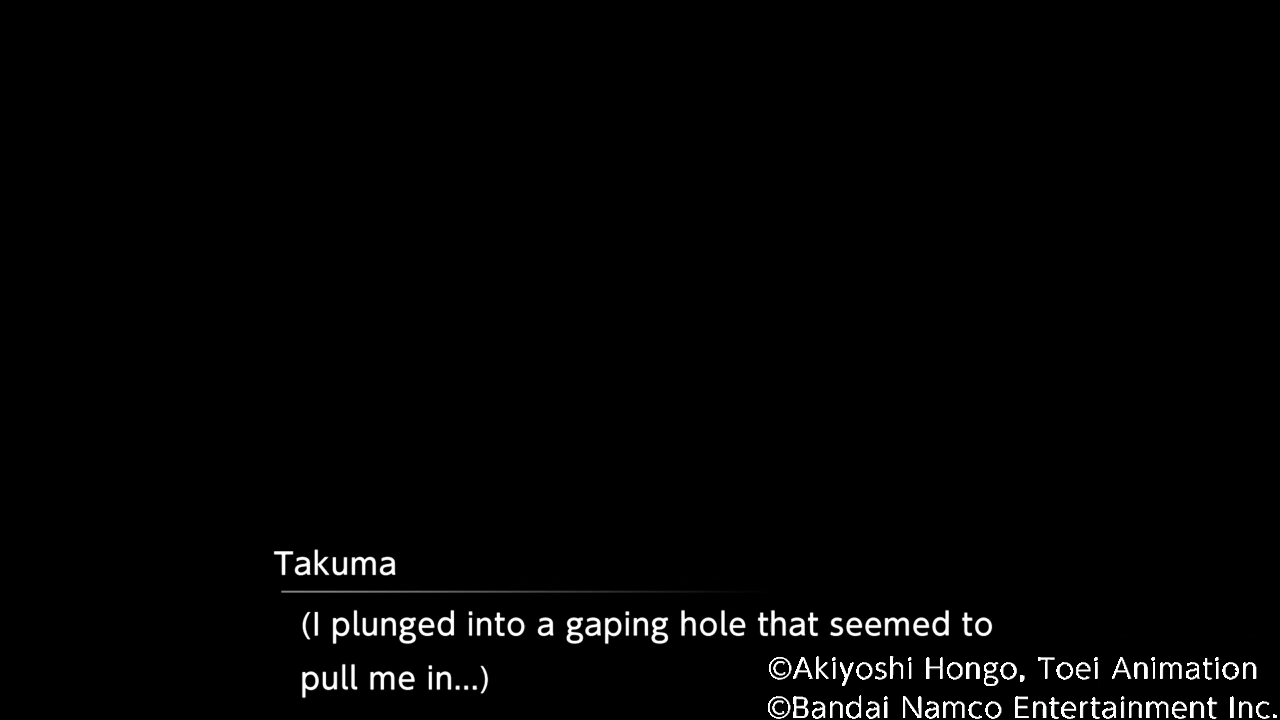 Takuma
(I plunged into a gaping hole that seemed to
pull me in...)
©Akiyoshi Hongo, Toei Animation
©Bandai Namco Entertainment Inc.